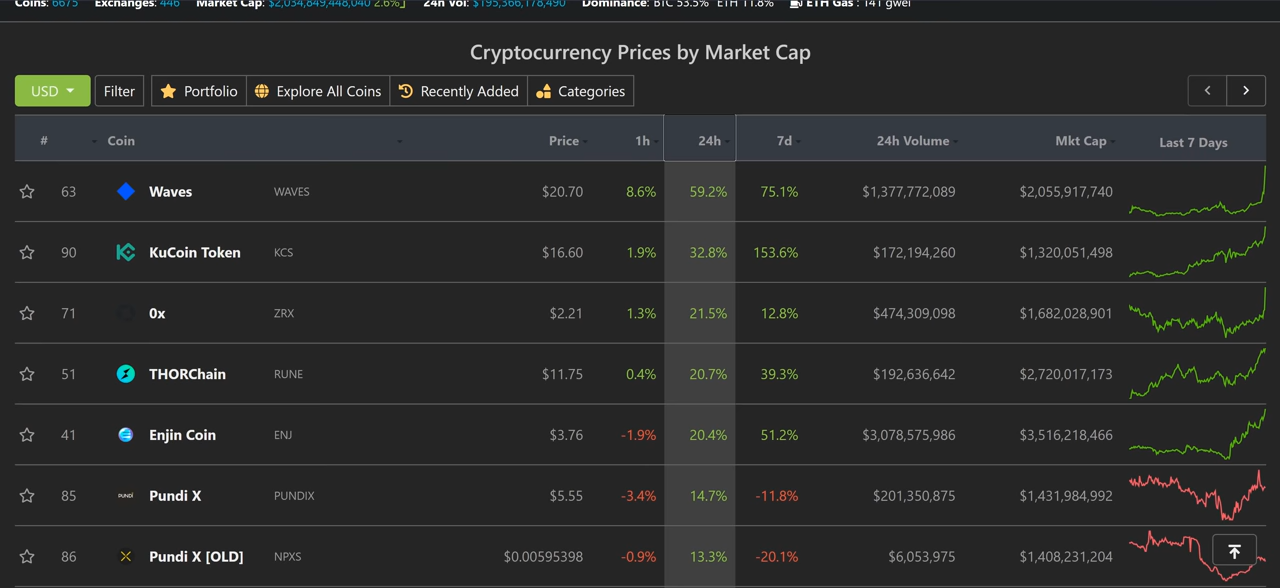 Coins: 6675 Exchanges: 446 Market Cap: $2,034,849,448,040 2.6% 24h Vol: $195,366,178,490 Dominance: BTC 53.5% ETH 11.8% ETH Gas: 141 gwei
Cryptocurrency Prices by Market Cap
USD Filter Portfolio Explore All Coins Recently Added Categories
# Coin Price 1h 24h 7d 24h Volume Mkt Cap Last 7 Days
63 Waves WAVES $20.70 8.6% 59.2% 75.1% $1,377,772,089 $2,055,917,740
90 KuCoin Token KCS $16.60 1.9% 32.8% 153.6% $172,194,260 $1,320,051,498
71 0x ZRX $2.21 1.3% 21.5% 12.8% $474,309,098 $1,682,028,901
51 THORChain RUNE $11.75 0.4% 20.7% 39.3% $192,636,642 $2,720,017,173
41 Enjin Coin ENJ $3.76 -1.9% 20.4% 51.2% $3,078,575,986 $3,516,218,466
85 PUNDI Pundi X PUNDIX $5.55 -3.4% 14.7% -11.8% $201,350,875 $1,431,984,992
86 Pundi X [OLD] NPXS $0.00595398 -0.9% 13.3% -20.1% $6,053,975 $1,408,231,204